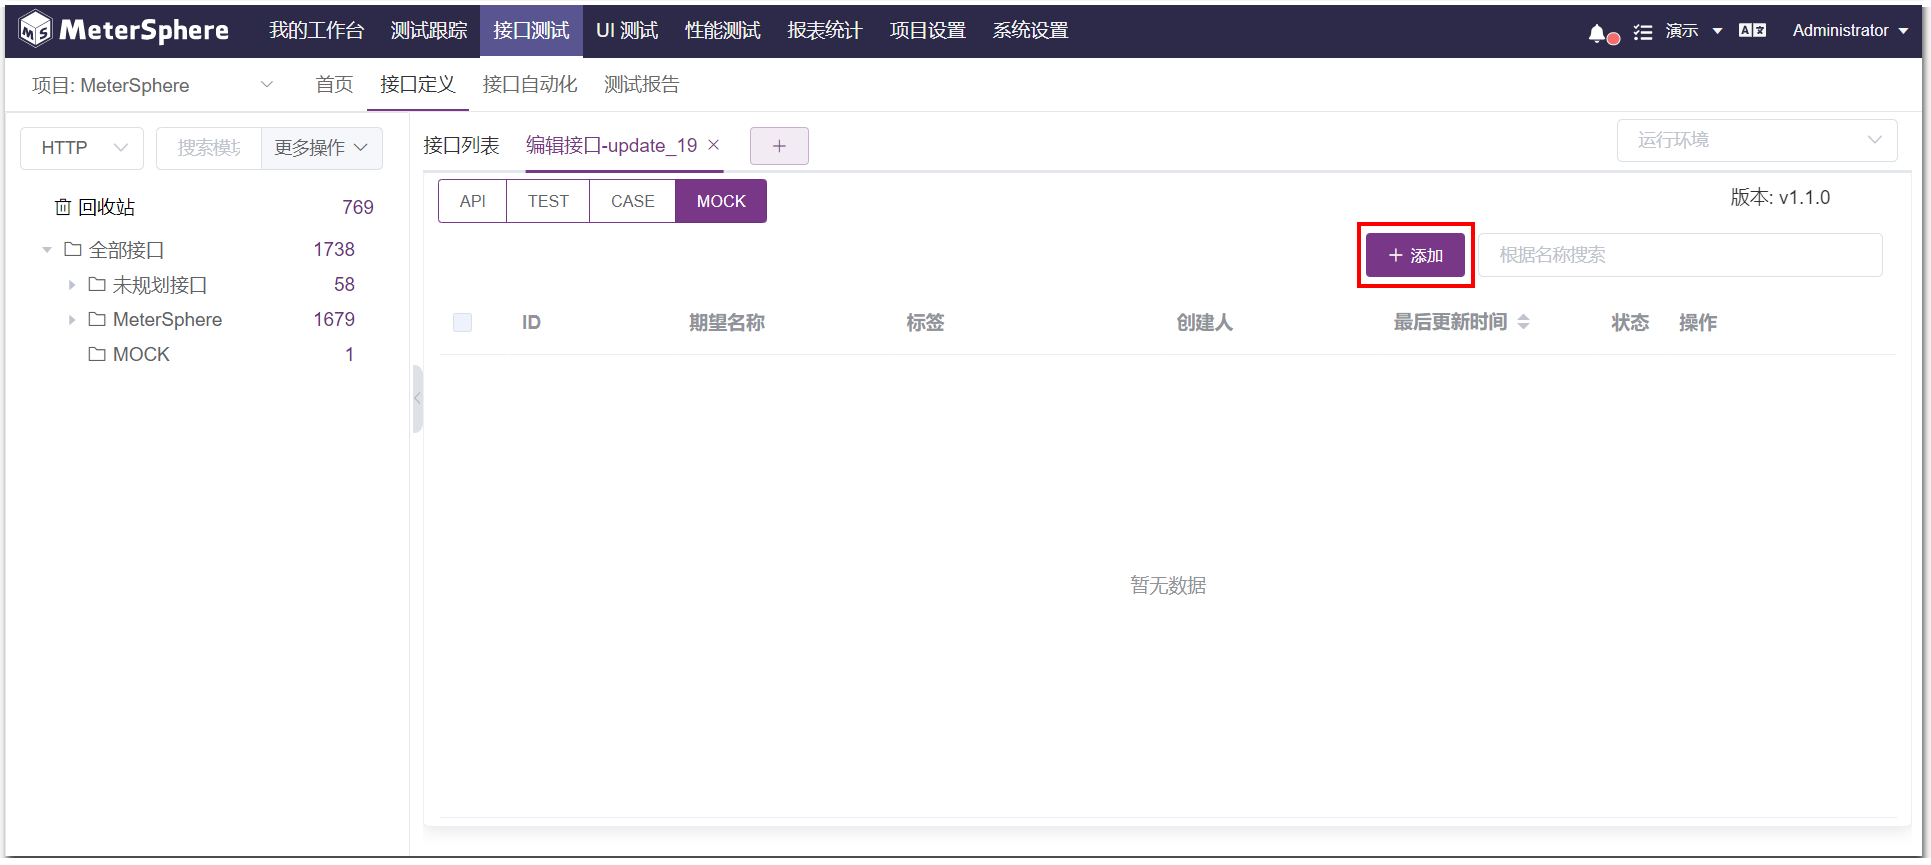 MeterSphere 我的工作台 测试跟踪 接口测试 UI 测试 性能测试 报表统计 项目设置 系统设置 演示 Administrator
项目: MeterSphere 首页 接口定义 接口自动化 测试报告
HTTP 搜索模块 更多操作 接口列表 编辑接口-update_19 + 运行环境
API TEST CASE MOCK 版本: v1.1.0
回收站 769
全部接口 1738 + 添加 根据名称搜索
未规划接口 58
MeterSphere 1679 ID 期望名称 标签 创建人 最后更新时间 状态 操作
MOCK 1
暂无数据